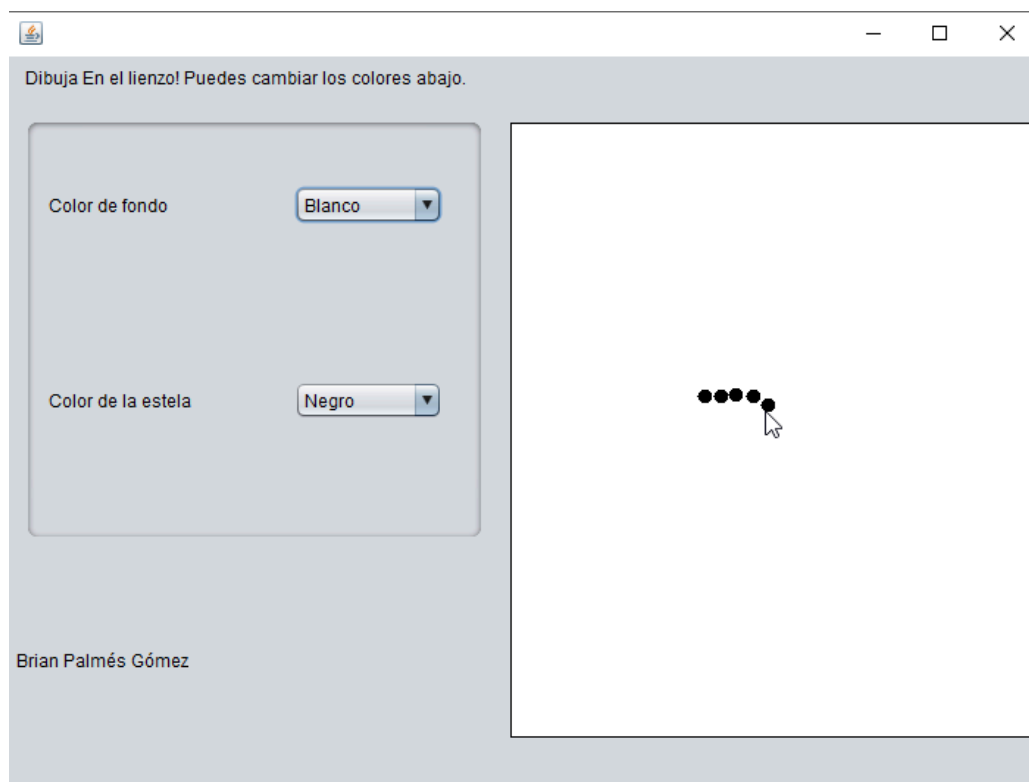 Dibuja En el lienzo! Puedes cambiar los colores abajo.
Color de fondo
Blanco
Color de la estela
Negro
Brian Palmés Gómez